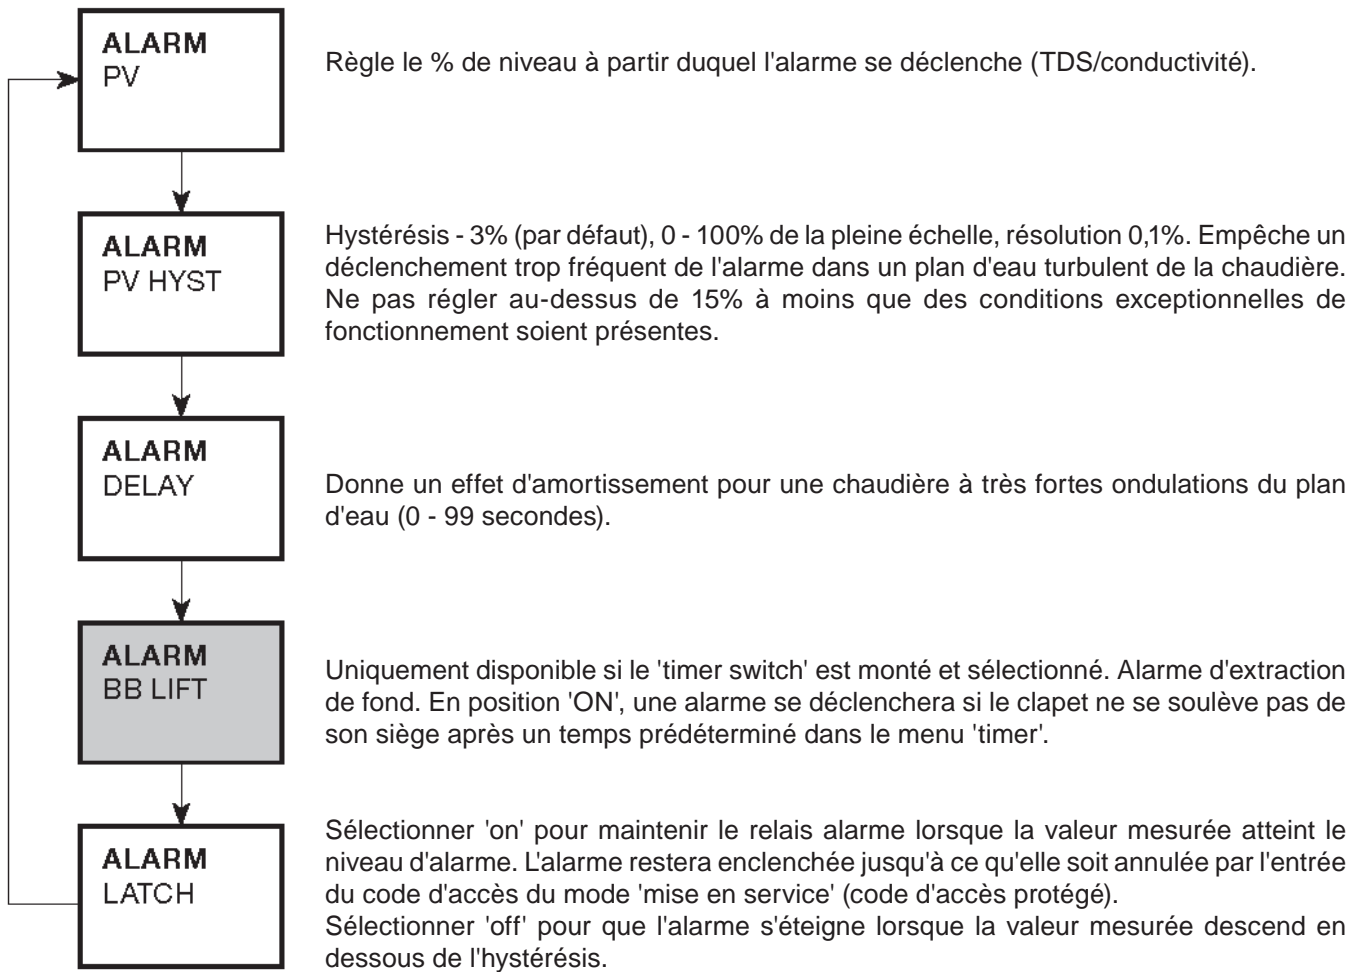 ALARM
PV
Règle le % de niveau à partir duquel l'alarme se déclenche (TDS/conductivité).
ALARM
PV HYST
Hystérésis - 3% (par défaut), 0 - 100% de la pleine échelle, résolution 0,1%. Empêche un
déclenchement trop fréquent de l'alarme dans un plan d'eau turbulent de la chaudière.
Ne pas régler au-dessus de 15% à moins que des conditions exceptionnelles de
fonctionnement soient présentes.
ALARM
DELAY
Donne un effet d'amortissement pour une chaudière à très fortes ondulations du plan
d'eau (0 - 99 secondes).
ALARM
BB LIFT
Uniquement disponible si le 'timer switch' est monté et sélectionné. Alarme d'extraction
de fond. En position 'ON', une alarme se déclenchera si le clapet ne se soulève pas de
son siège après un temps prédéterminé dans le menu 'timer'.
ALARM
LATCH
Sélectionner 'on' pour maintenir le relais alarme lorsque la valeur mesurée atteint le
niveau d'alarme. L'alarme restera enclenchée jusqu'à ce qu'elle soit annulée par l'entrée
du code d'accès du mode 'mise en service' (code d'accès protégé).
Sélectionner 'off' pour que l'alarme s'éteigne lorsque la valeur mesurée descend en
dessous de l'hystérésis.